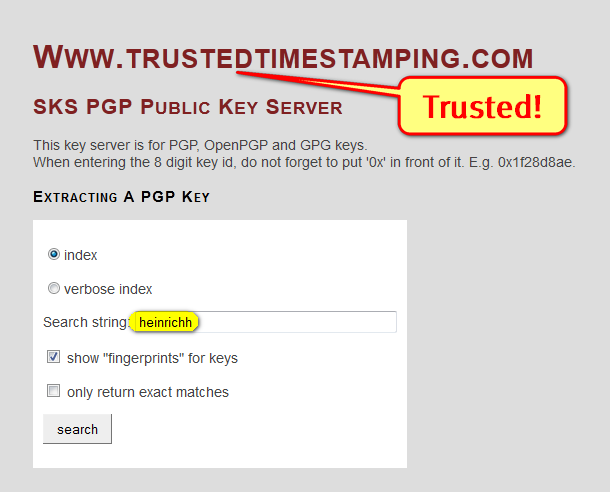 WWW.TRUSTEDTIMESTAMPING.COM
Trusted!
SKS PGP PUBLIC KEY SERVER
This key server is for PGP, OpenPGP and GPG keys.
When entering the 8 digit key id, do not forget to put '0x' in front of it. E.g. 0x1f28d8ae.
EXTRACTING A PGP KEY
index
verbose index
Search string: heinrichh
show "fingerprints" for keys
only return exact matches
search